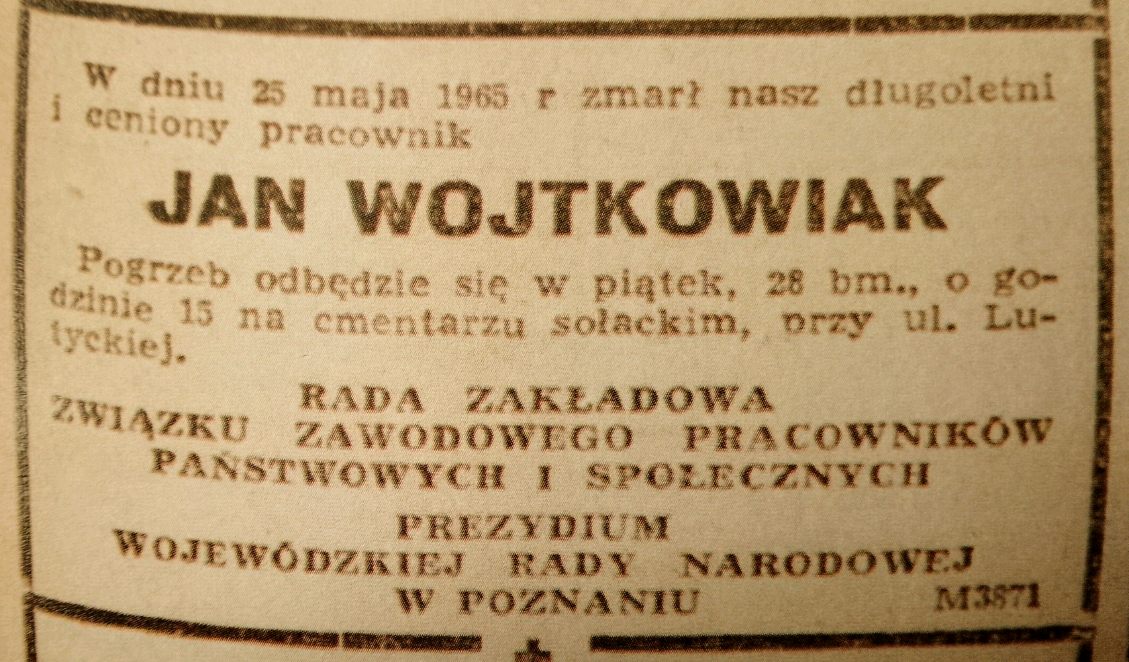 W dniu 25 maja 1965 r zmarł nasz długoletni
i ceniony pracownik
JAN WOJTKOWIAK
Pogrzeb odbędzie się w piątek, 28 bm., o go-
dzinie 15 na cmentarzu sołackim, przy ul. Lu-
tyckiej.
RADA ZAKŁADOWA
ZWIĄZKU ZAWODOWEGO PRACOWNIKÓW
PAŃSTWOWYCH I SPOŁECZNYCH
PREZYDIUM
WOJEWÓDZKIEJ RADY NARODOWEJ
W POZNANIU M3871